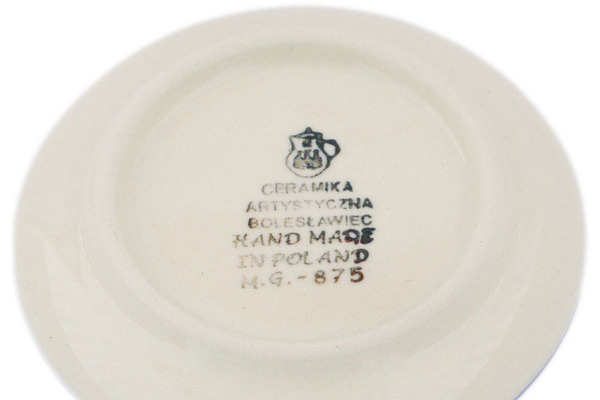 CERAMIKA
ARTYSTYCZNA
BOLESŁAWIEC
HAND MADE
IN POLAND
M.G.-875